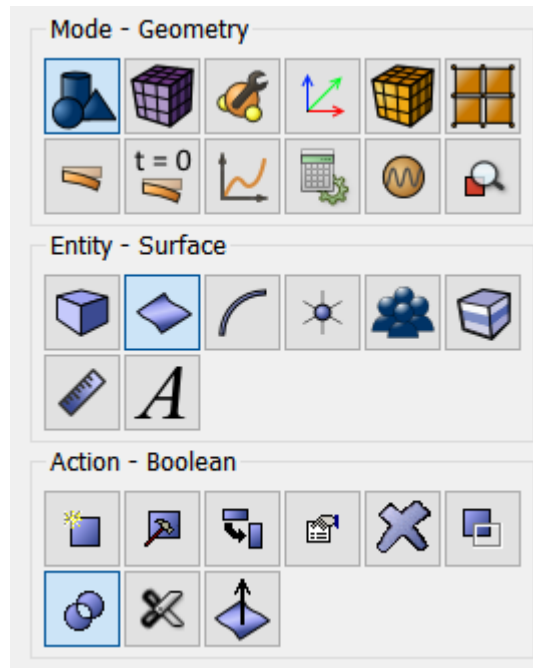 Mode - Geometry
t = 0
Entity - Surface
A
Action - Boolean